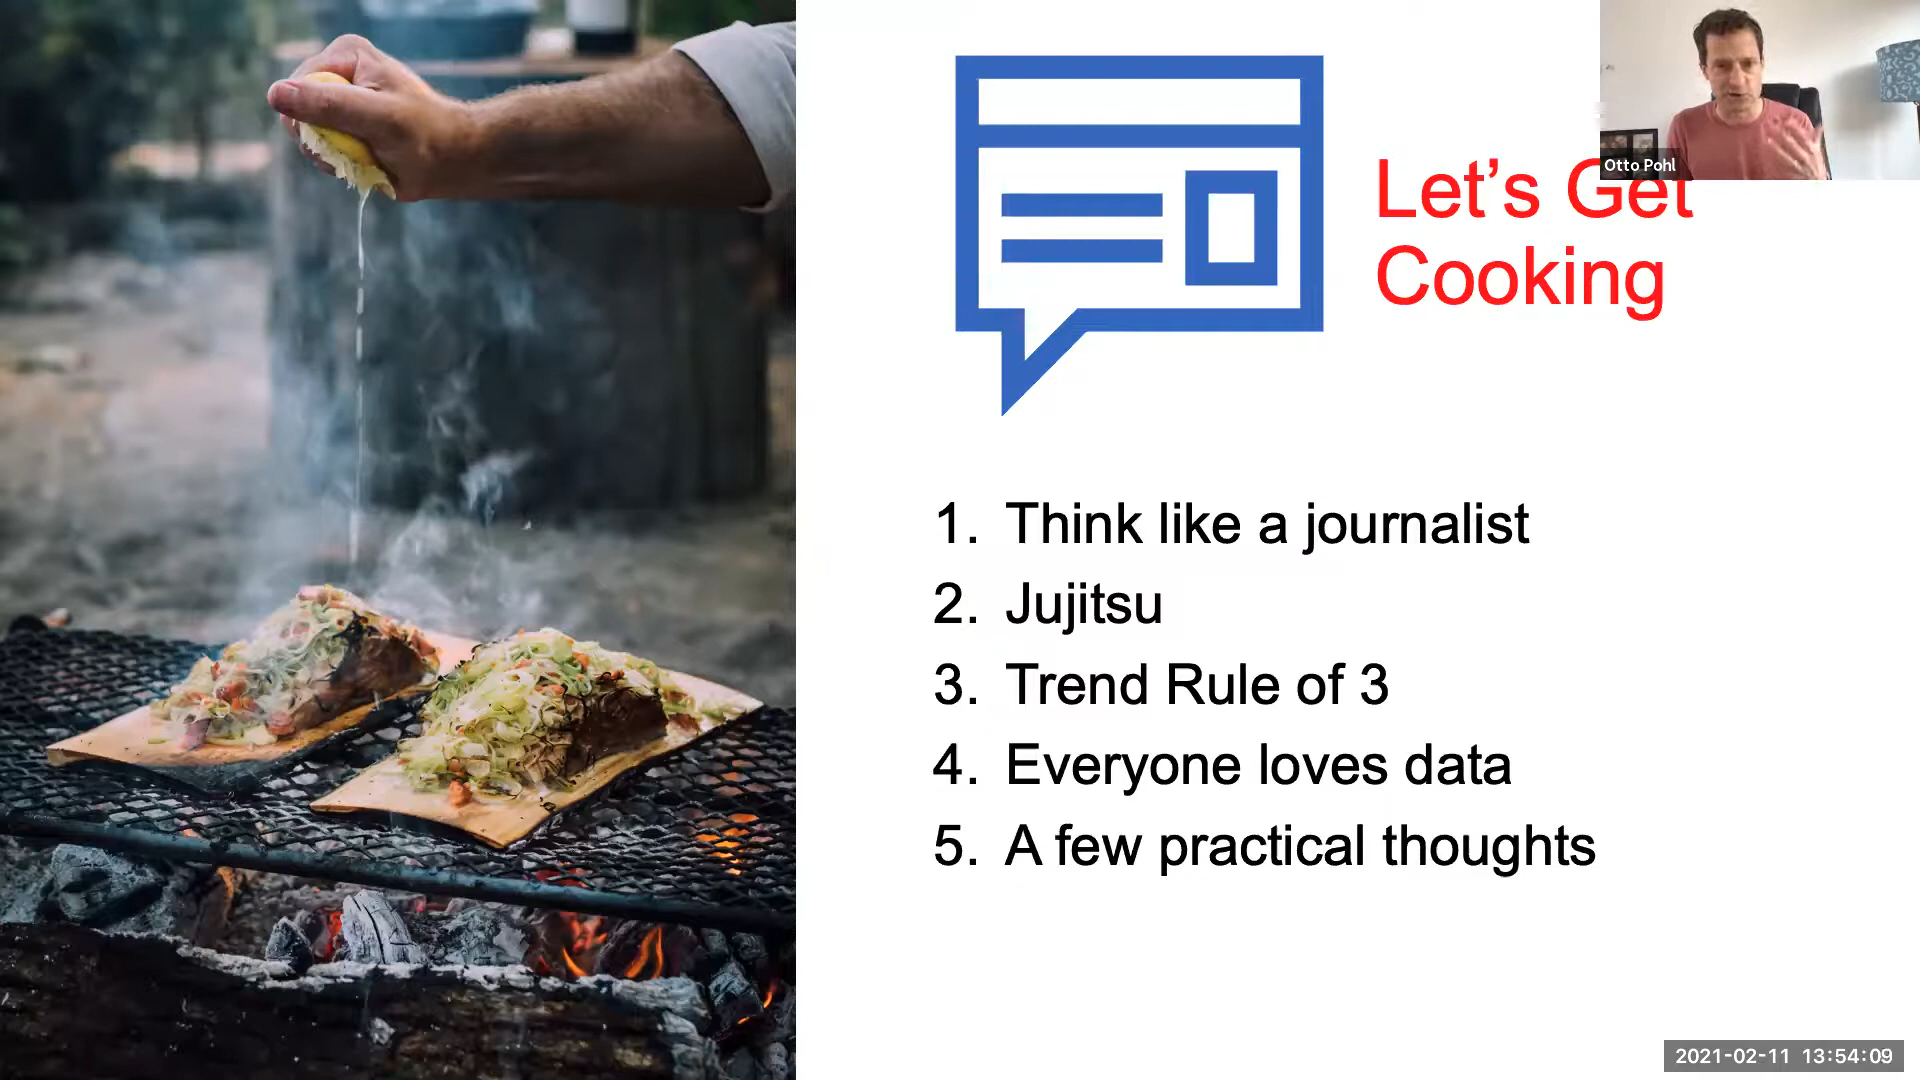 Otto Pohl
Let’s Get
Cooking
1. Think like a journalist
2. Jujitsu
3. Trend Rule of 3
4. Everyone loves data
5. A few practical thoughts
2021-02-11 13:54:09